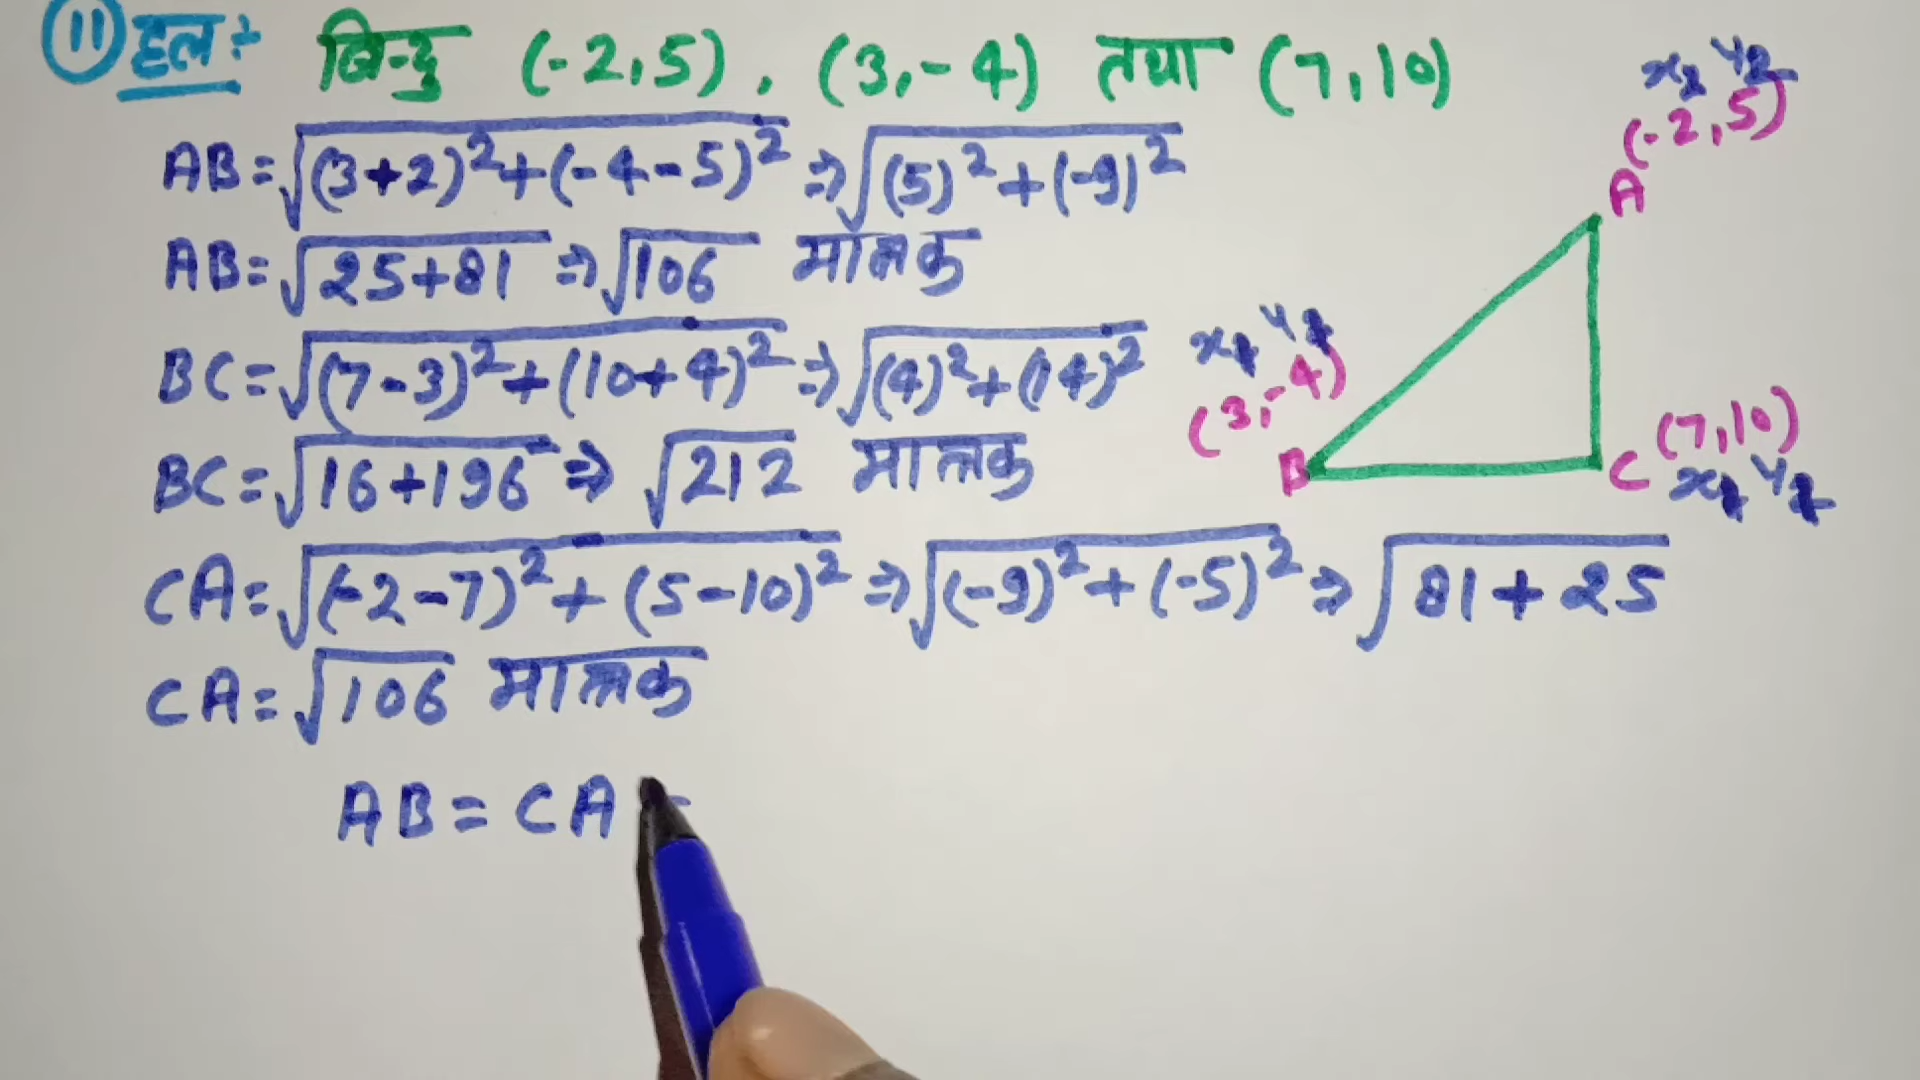 11 हल :-
बिन्दु (-2,5), (3,-4) तथा (7,10)
AB=√(3+2)²+(-4-5)² ⇒√(5)²+(-9)²
AB=√25+81 ⇒√106 मात्रक
BC=√(7-3)²+(10+4)² ⇒√(4)²+(14)²
BC=√16+196 ⇒ √212 मात्रक
CA=√(-2-7)²+(5-10)² ⇒√(-9)²+(-5)² ⇒√81+25
CA=√106 मात्रक
AB=CA
(-2,5)
A
(3,-4)
B
(7,10)
C